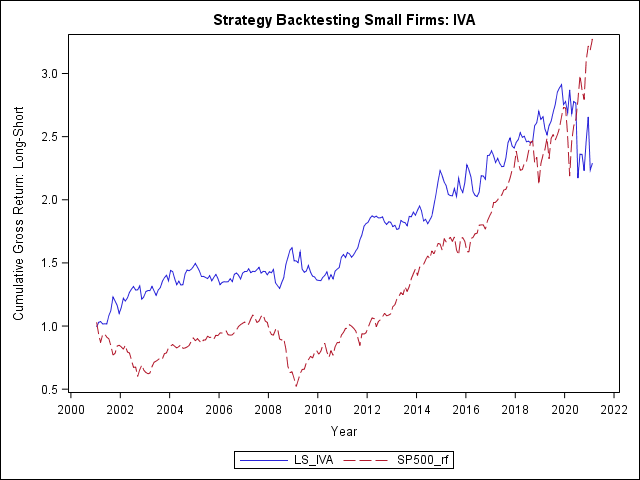 Strategy Backtesting Small Firms: IVA
Cumulative Gross Return: Long-Short
3.0
2.5
2.0
1.5
1.0
0.5
2000 2002 2004 2006 2008 2010 2012 2014 2016 2018 2020 2022
Year
LS_IVA SP500_rf